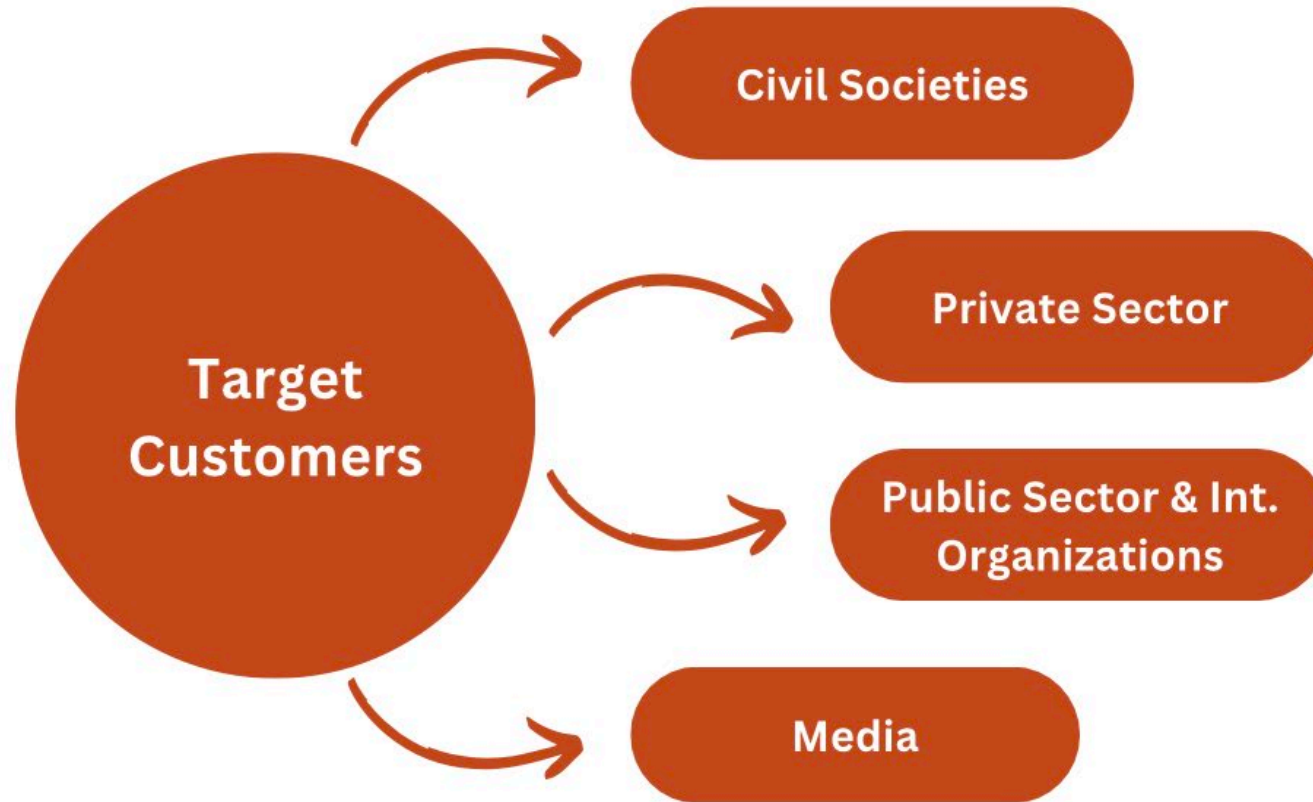 Civil Societies
Target
Customers
Private Sector
Public Sector & Int.
Organizations
Media